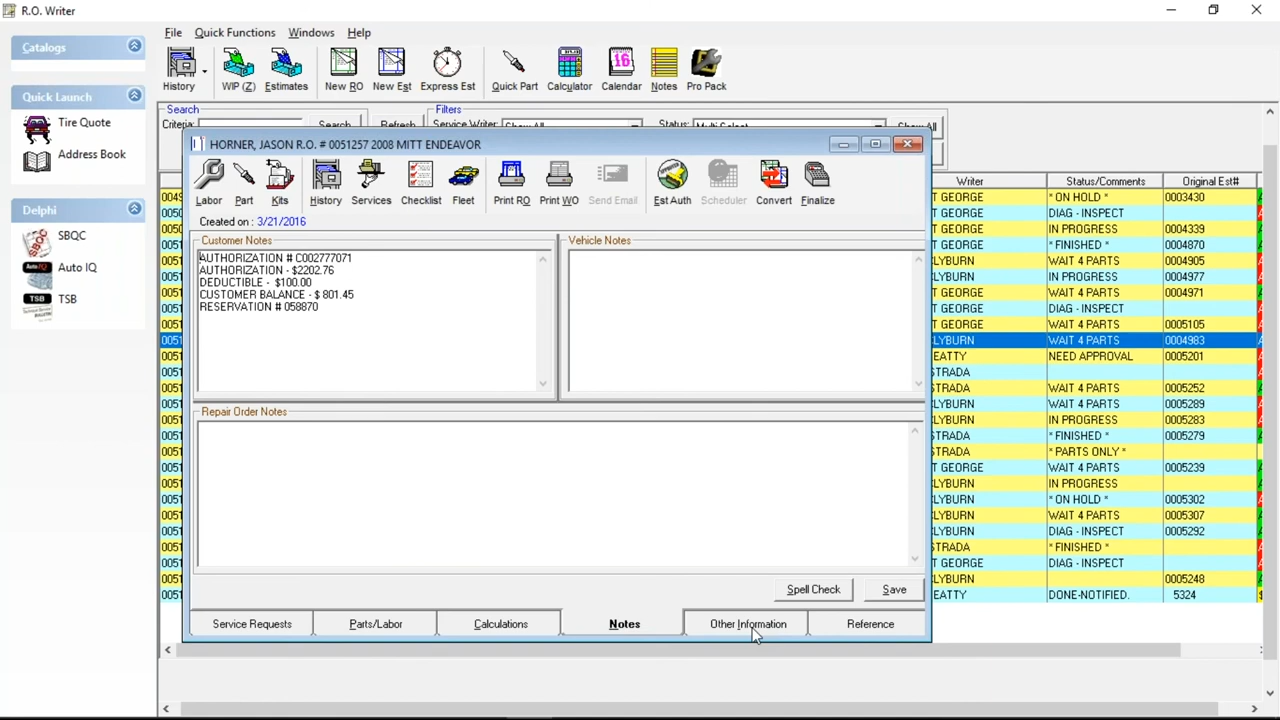 R.O. Writer
File Quick Functions Windows Help
Catalogs
Quick Launch
Tire Quote
Address Book
Delphi
SBQC
Auto IQ
TSB
History WIP (Z) Estimates New RO New Est Express Est Quick Part Calculator Calendar Notes Pro Pack
Search Filters
Criteria: Search Refresh Service Writer: Show All Status: Multi Select Show All
HORNER, JASON R.O. # 0051257 2008 MITT ENDEAVOR
Labor Part Kits History Services Checklist Fleet Print RO Print WO Send Email Est Auth Scheduler Convert Finalize
Created on : 3/21/2016
Customer Notes
AUTHORIZATION # C002777071
AUTHORIZATION - $2202.76
DEDUCTIBLE - $100.00
CUSTOMER BALANCE - $ 801.45
RESERVATION # 058870
Vehicle Notes
Repair Order Notes
Spell Check Save
Service Requests Parts/Labor Calculations Notes Other Information Reference
Writer Status/Comments Original Est#
T GEORGE * ON HOLD * 0003430
T GEORGE DIAG - INSPECT
T GEORGE IN PROGRESS 0004339
T GEORGE * FINISHED * 0004870
LYBURN WAIT 4 PARTS 0004905
LYBURN IN PROGRESS 0004977
T GEORGE WAIT 4 PARTS 0004971
T GEORGE DIAG - INSPECT
T GEORGE WAIT 4 PARTS 0005105
LYBURN WAIT 4 PARTS 0004983
EATTY NEED APPROVAL 0005201
STRADA
STRADA WAIT 4 PARTS 0005252
LYBURN WAIT 4 PARTS 0005289
LYBURN IN PROGRESS 0005283
STRADA * FINISHED * 0005279
STRADA * PARTS ONLY *
T GEORGE WAIT 4 PARTS 0005239
LYBURN IN PROGRESS
LYBURN * ON HOLD * 0005302
LYBURN WAIT 4 PARTS 0005307
LYBURN DIAG - INSPECT 0005292
STRADA * FINISHED *
T GEORGE DIAG - INSPECT
LYBURN 0005248
EATTY DONE-NOTIFIED. 5324